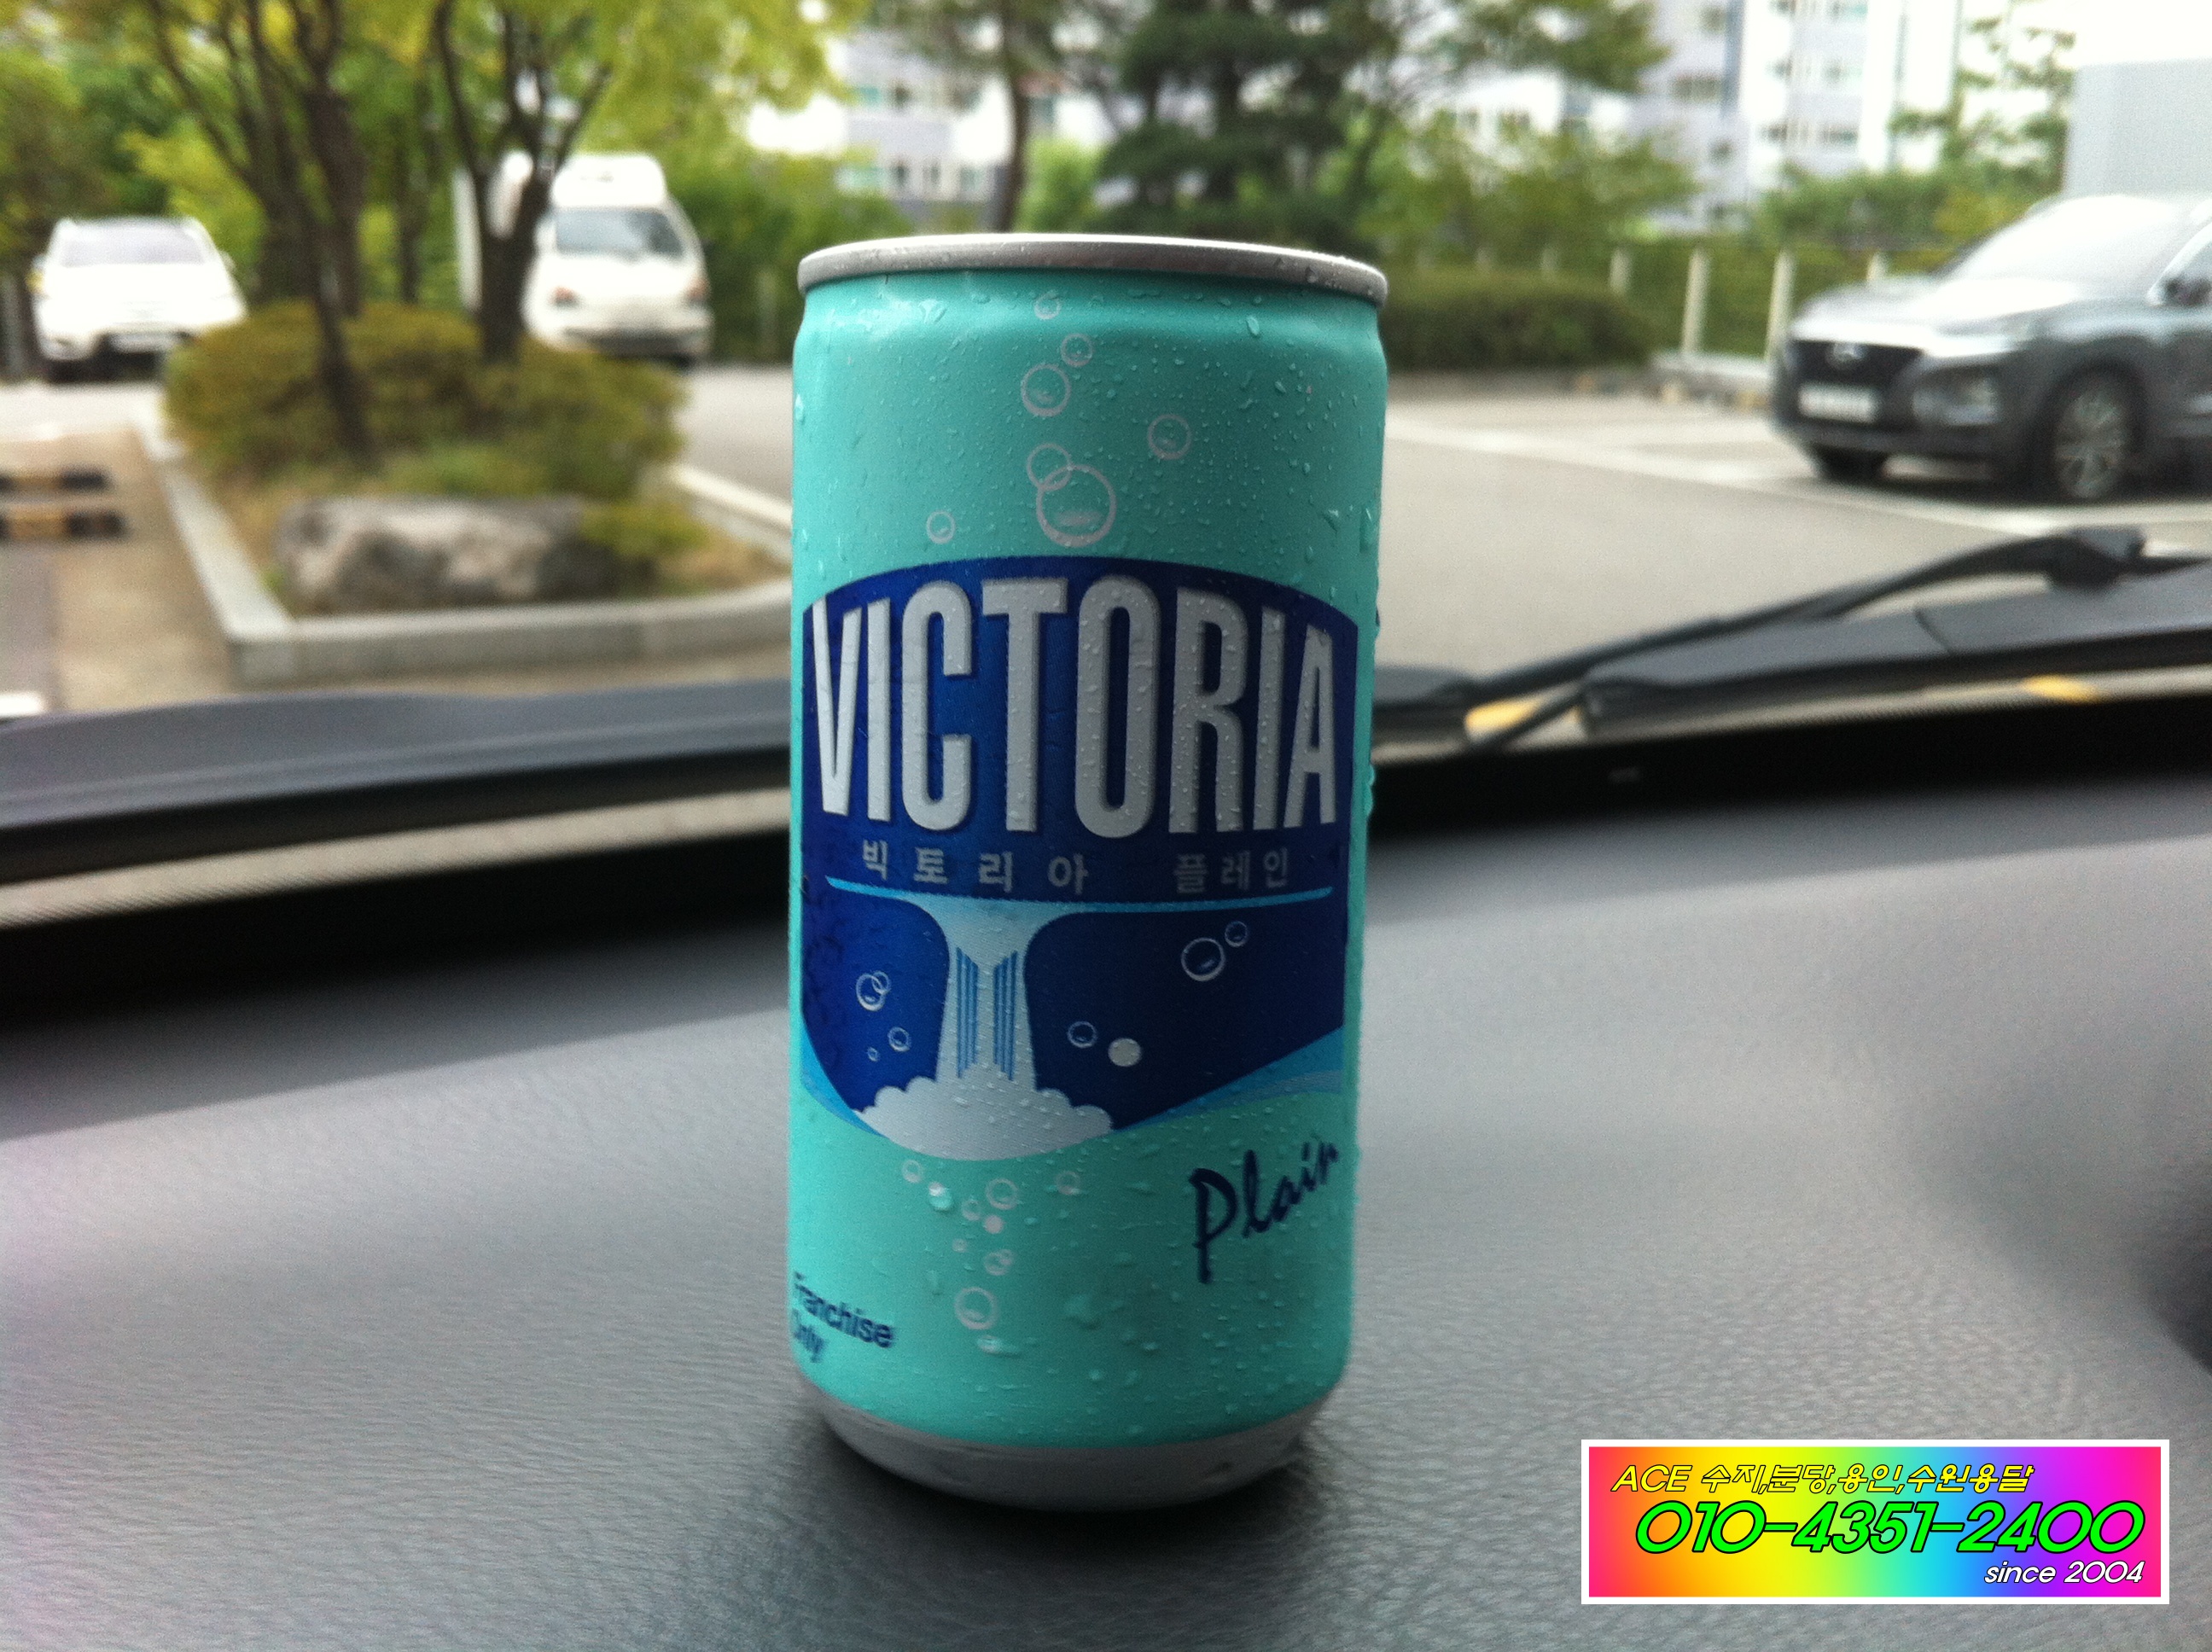 VICTORIA
빅토리아 플레인
Plain
Franchise
Only
ACE 수지,분당,용인,수원용달
010-4351-2400
since 2004